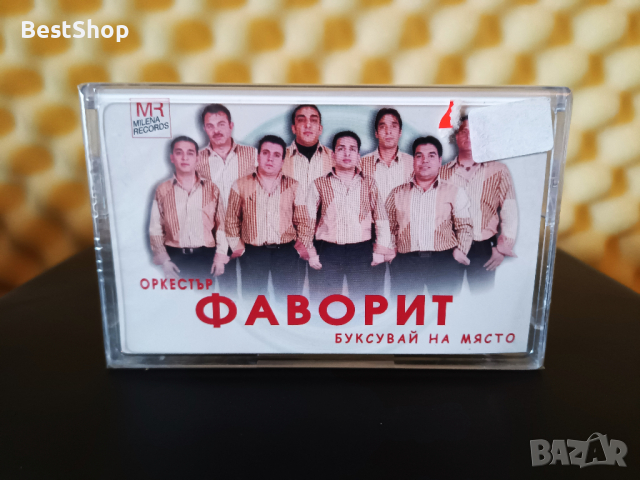 BestShop
MR
MILENA
RECORDS
ОРКЕСТЪР
ФАВОРИТ
БУКСУВАЙ НА МЯСТО
BAZAR